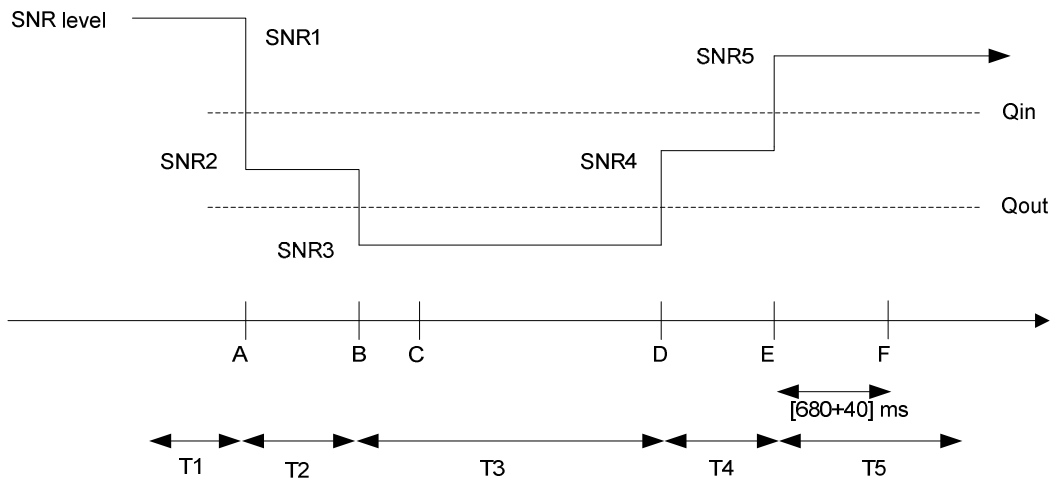 SNR level
SNR1
SNR5
Qin
SNR2
SNR4
Qout
SNR3
A
B
C
D
E
F
[680+40] ms
T1
T2
T3
T4
T5